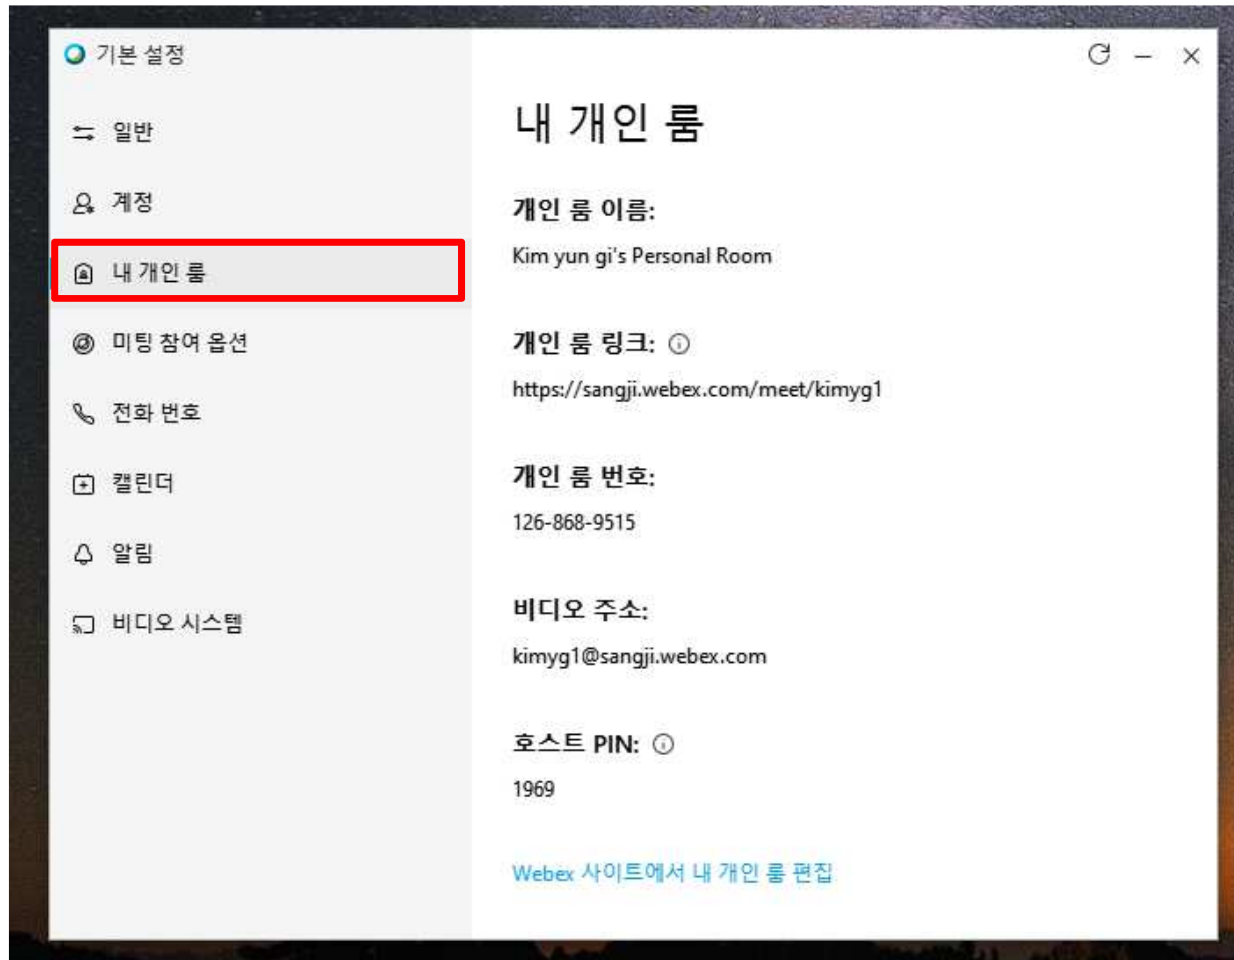 기본 설정
일반
계정
내 개인 룸
미팅 참여 옵션
전화 번호
캘린더
알림
비디오 시스템
내 개인 룸
개인 룸 이름:
Kim yun gi's Personal Room
개인 룸 링크:
https://sangji.webex.com/meet/kimyg1
개인 룸 번호:
126-868-9515
비디오 주소:
kimyg1@sangji.webex.com
호스트 PIN:
1969
Webex 사이트에서 내 개인 룸 편집